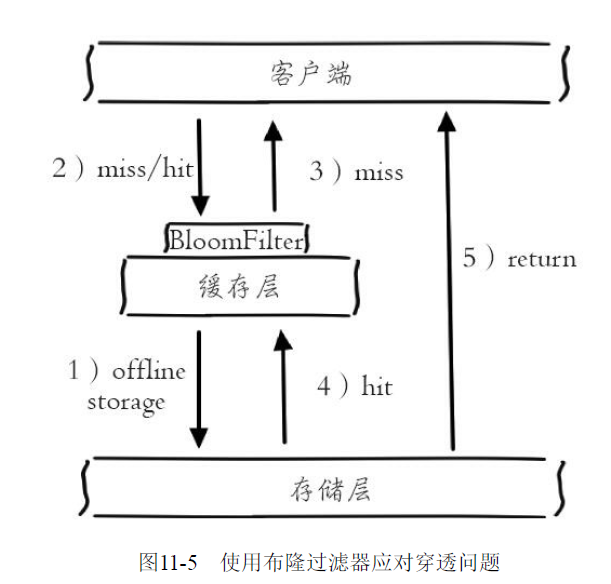 客户端
2）miss/hit
3）miss
BloomFilter
5）return
缓存层
1）offline
storage
4）hit
存储层
图11-5 使用布隆过滤器应对穿透问题